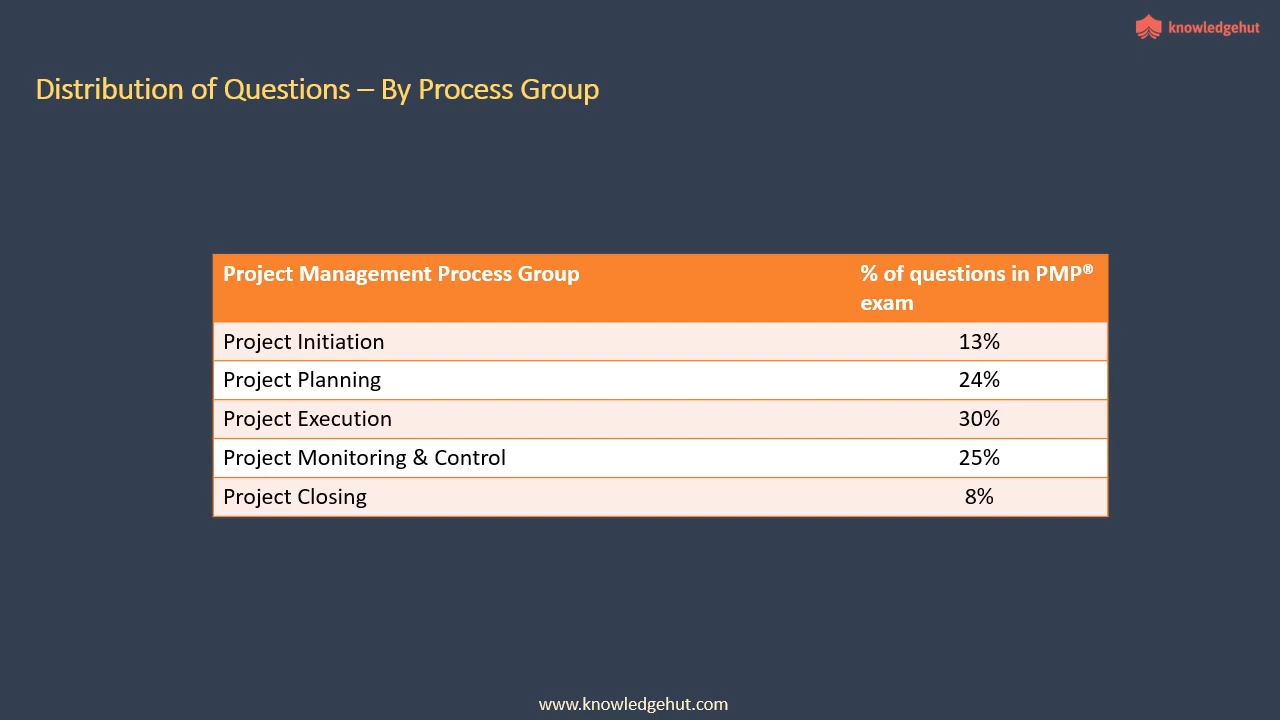 knowledgehut
Distribution of Questions – By Process Group
Project Management Process Group
% of questions in PMP®
exam
Project Initiation 13%
Project Planning 24%
Project Execution 30%
Project Monitoring & Control 25%
Project Closing 8%
www.knowledgehut.com